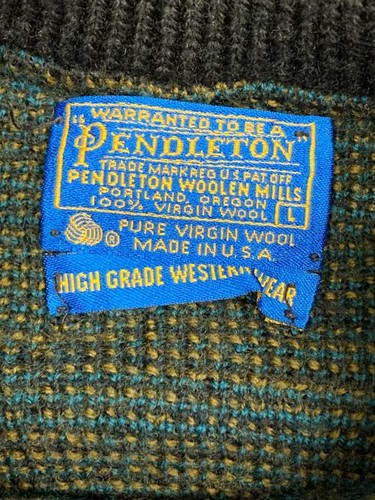 WARRANTED TO BE A
"PENDLETON"
TRADE MARK REG U.S. PAT. OFF.
PENDLETON WOOLEN MILLS
PORTLAND, OREGON
100% VIRGIN WOOL L
® PURE VIRGIN WOOL
MADE IN U.S.A.
HIGH GRADE WESTERN WEAR